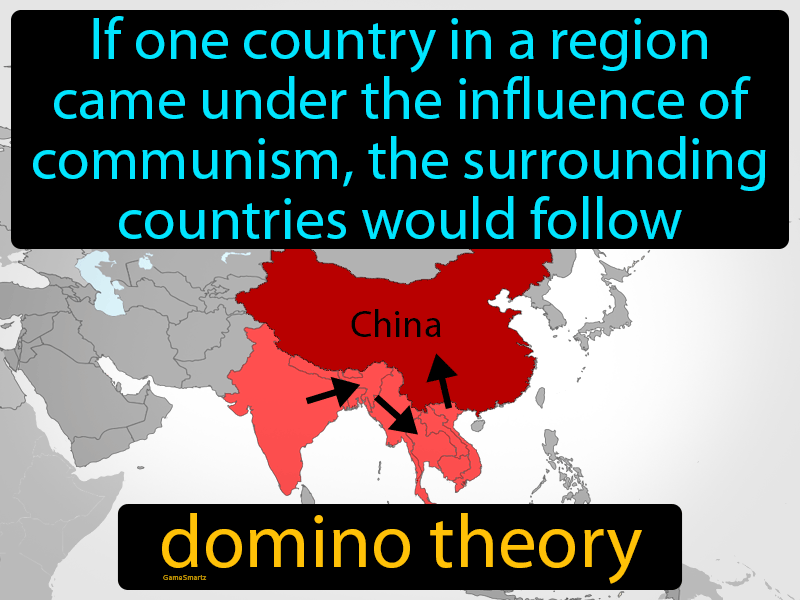 If one country in a region
came under the influence of
communism, the surrounding
countries would follow
China
domino theory
GameSmartz